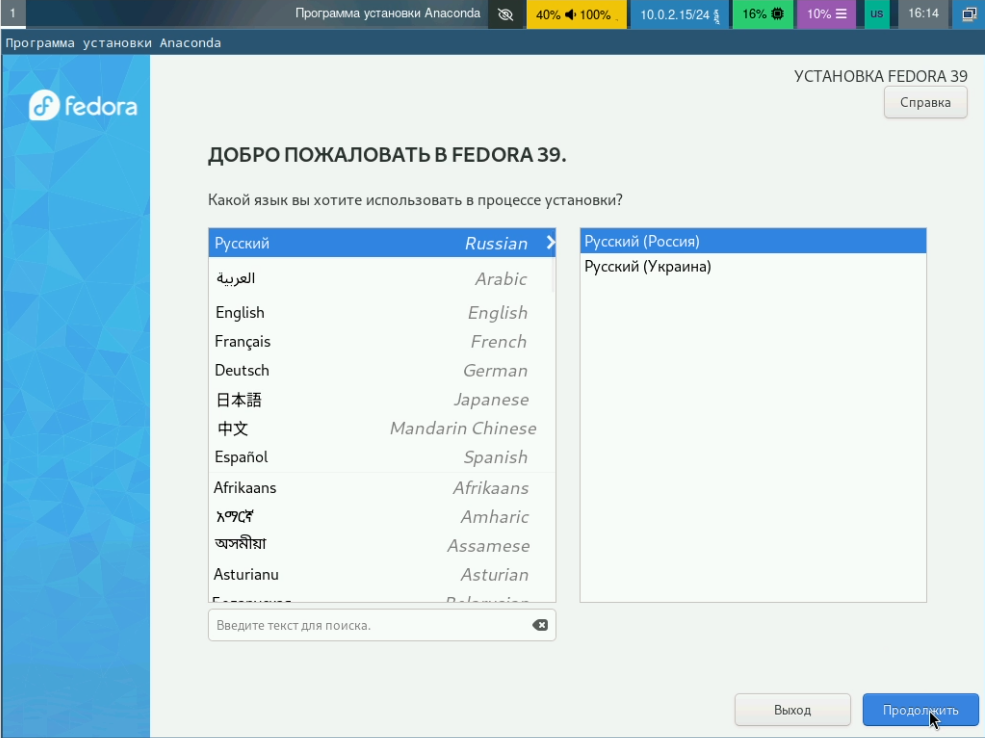 1 Программа установки Anaconda 40% 100% 10.0.2.15/24 16% 10% us 16:14
Программа установки Anaconda
fedora
УСТАНОВКА FEDORA 39
Справка
ДОБРО ПОЖАЛОВАТЬ В FEDORA 39.
Какой язык вы хотите использовать в процессе установки?
Русский Russian
العربية Arabic
English English
Français French
Deutsch German
日本語 Japanese
中文 Mandarin Chinese
Español Spanish
Afrikaans Afrikaans
አማርኛ Amharic
অসমীয়া Assamese
Asturianu Asturian
Русский (Россия)
Русский (Украина)
Введите текст для поиска.
Выход Продолжить